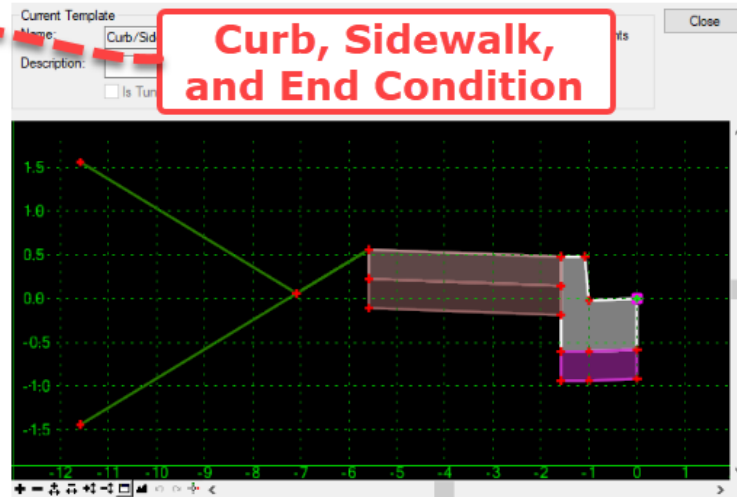 Current Template
Close
Name:
Curb/Sid
Curb, Sidewalk,
and End Condition
nts
Description:
Is Tun
1.5
1.0
0.5
0.0
-0.5
-1.0
-1.5
-12 -11 -10 -9 -8 -7 -6 -5 -4 -3 -2 -1 0 1